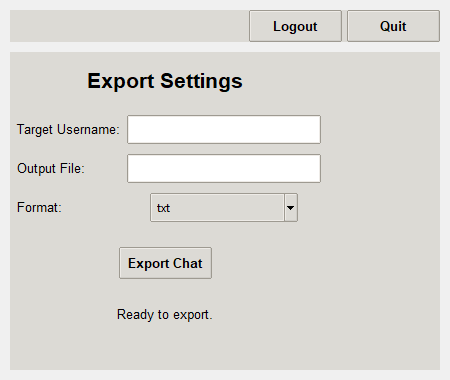 Logout Quit
Export Settings
Target Username:
Output File:
Format: txt
Export Chat
Ready to export.